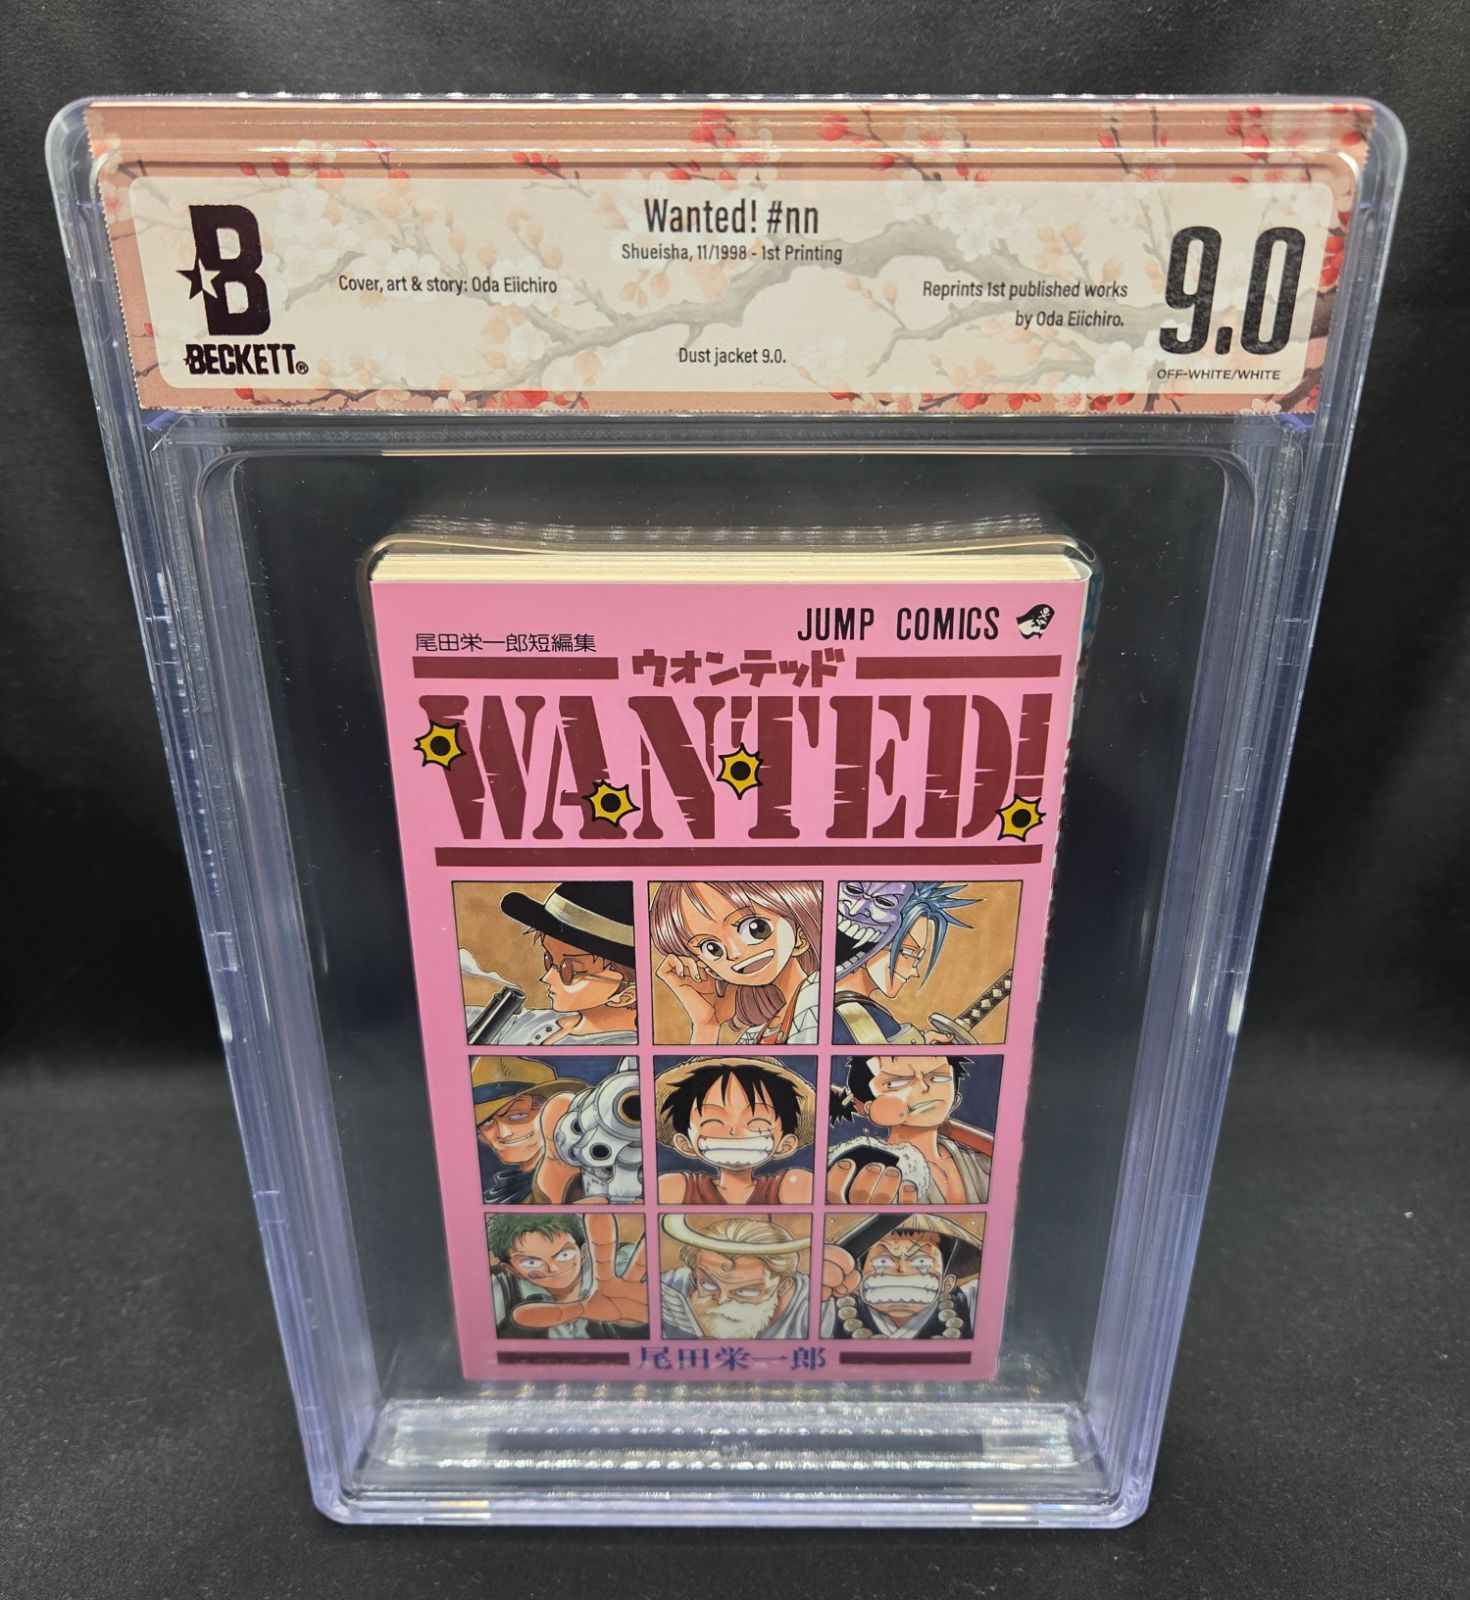 B
BECKETT®
Wanted! #nn
Shueisha, 11/1998 - 1st Printing
Cover, art & story: Oda Eiichiro
Reprints 1st published works
by Oda Eiichiro.
Dust jacket 9.0.
9.0
OFF-WHITE/WHITE
JUMP COMICS
尾田栄一郎短編集
ウオンテッド
WANTED!
尾田栄一郎